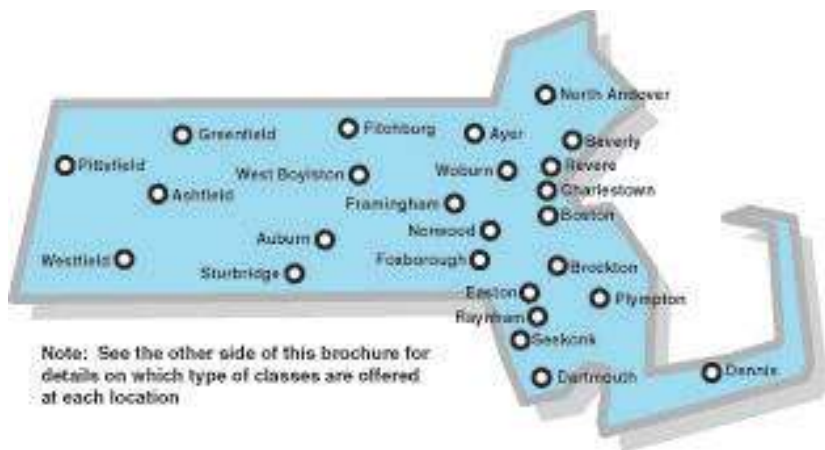 North Andover
Greenfield
Fitchburg
Ayer
Beverly
Pittsfield
West Boylston
Woburn
Revere
Ashfield
Charlestown
Framingham
Boston
Auburn
Norwood
Westfield
Sturbridge
Foxborough
Brockton
Easton
Plympton
Raynham
Seekonk
Dartmouth
Dennis
Note: See the other side of this brochure for
details on which type of classes are offered
at each location